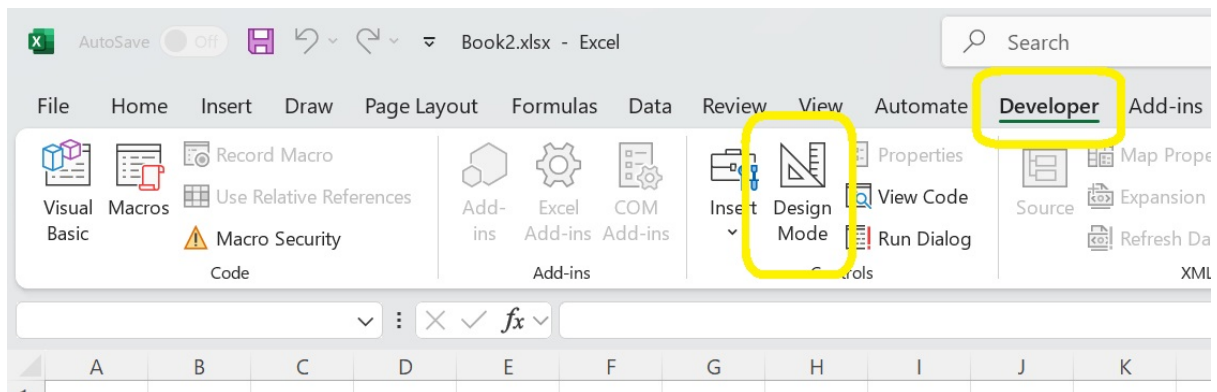 AutoSave Off Book2.xlsx - Excel Search
File Home Insert Draw Page Layout Formulas Data Review View Automate Developer Add-ins
Visual Basic
Macros
Record Macro
Use Relative References
Macro Security
Code
Add-ins
Excel Add-ins
COM Add-ins
Add-ins
Insert
Design Mode
Properties
View Code
Run Dialog
Controls
Source
Map Prope
Expansion
Refresh Da
XML
fx
A B C D E F G H I J K